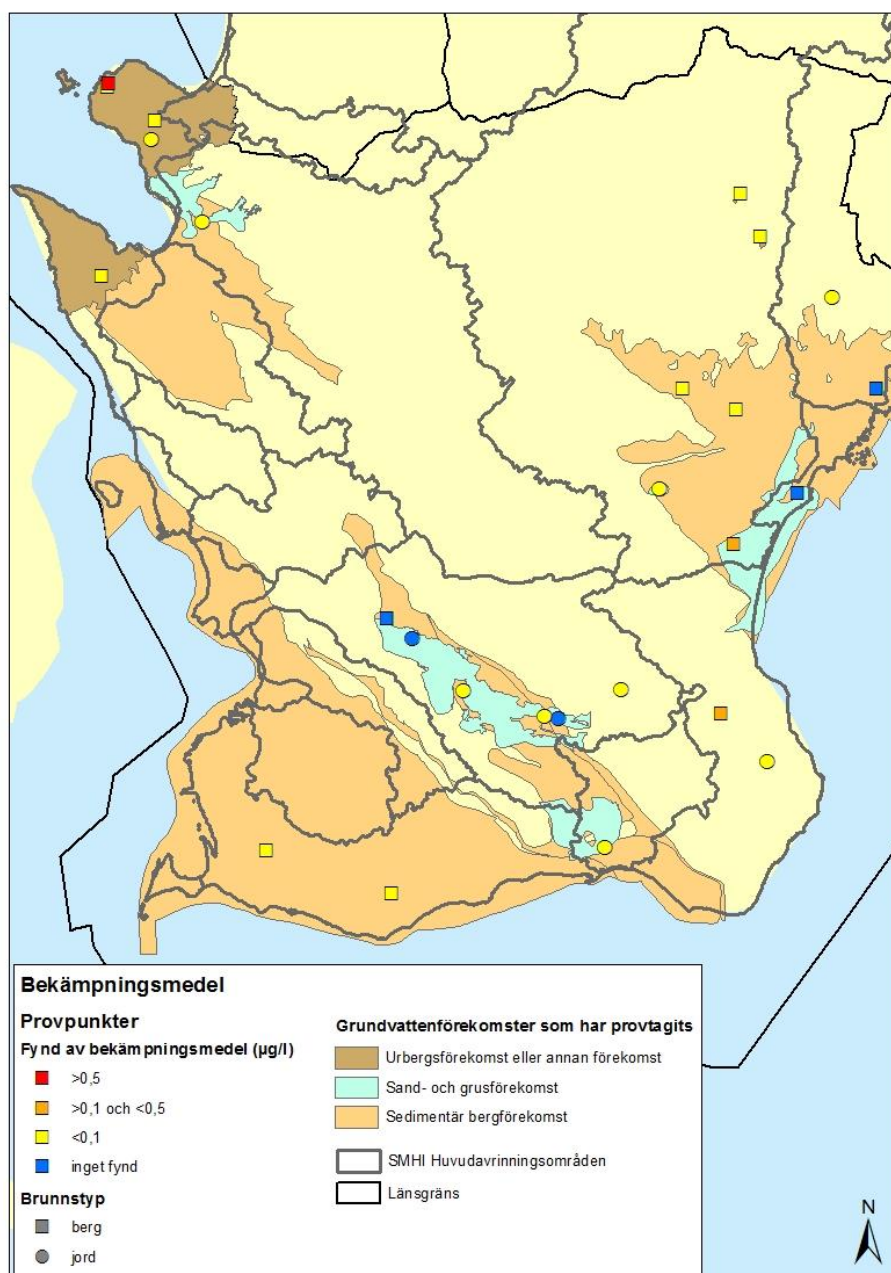 Bekämpningsmedel
Provpunkter
Fynd av bekämpningsmedel (µg/l)
>0,5
>0,1 och <0,5
<0,1
inget fynd
Brunnstyp
berg
jord
Grundvattenförekomster som har provtagits
Urbergsförekomst eller annan förekomst
Sand- och grusförekomst
Sedimentär bergförekomst
SMHI Huvudavrinningsområden
Länsgräns
N